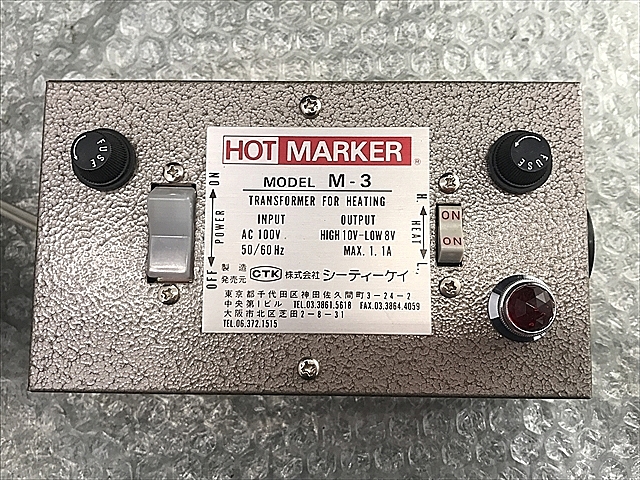 HOT MARKER ®
MODEL M-3
TRANSFORMER FOR HEATING
INPUT OUTPUT
AC 100V. HIGH 10V-LOW 8V
50/60Hz MAX. 1.1A
製造
発売元 CTK 株式会社 シーティーケイ
東京都千代田区神田佐久間町3-24-2
中央第1ビル TEL.03.3861.5618 FAX.03.3864.4059
大阪市北区芝田2-8-31
TEL.06.372.1515
ON
POWER
OFF
H.
HEAT
L.
ON
ON
FUSE
FUSE